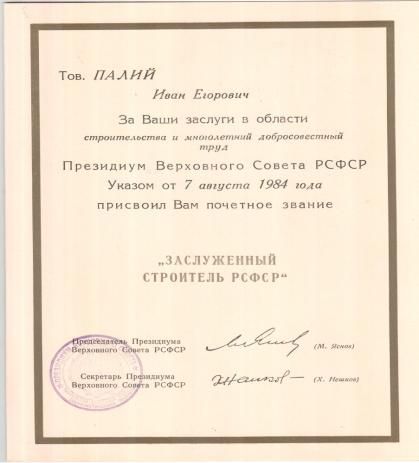 Тов. ПАЛИЙ
Иван Егорович
За Ваши заслуги в области
строительства и многолетний добросовестный
труд
Президиум Верховного Совета РСФСР
Указом от 7 августа 1984 года
присвоил Вам почетное звание
„ЗАСЛУЖЕННЫЙ
СТРОИТЕЛЬ РСФСР“
Председатель Президиума
Верховного Совета РСФСР
(М. Яснов)
Секретарь Президиума
Верховного Совета РСФСР
(Х. Нешков)